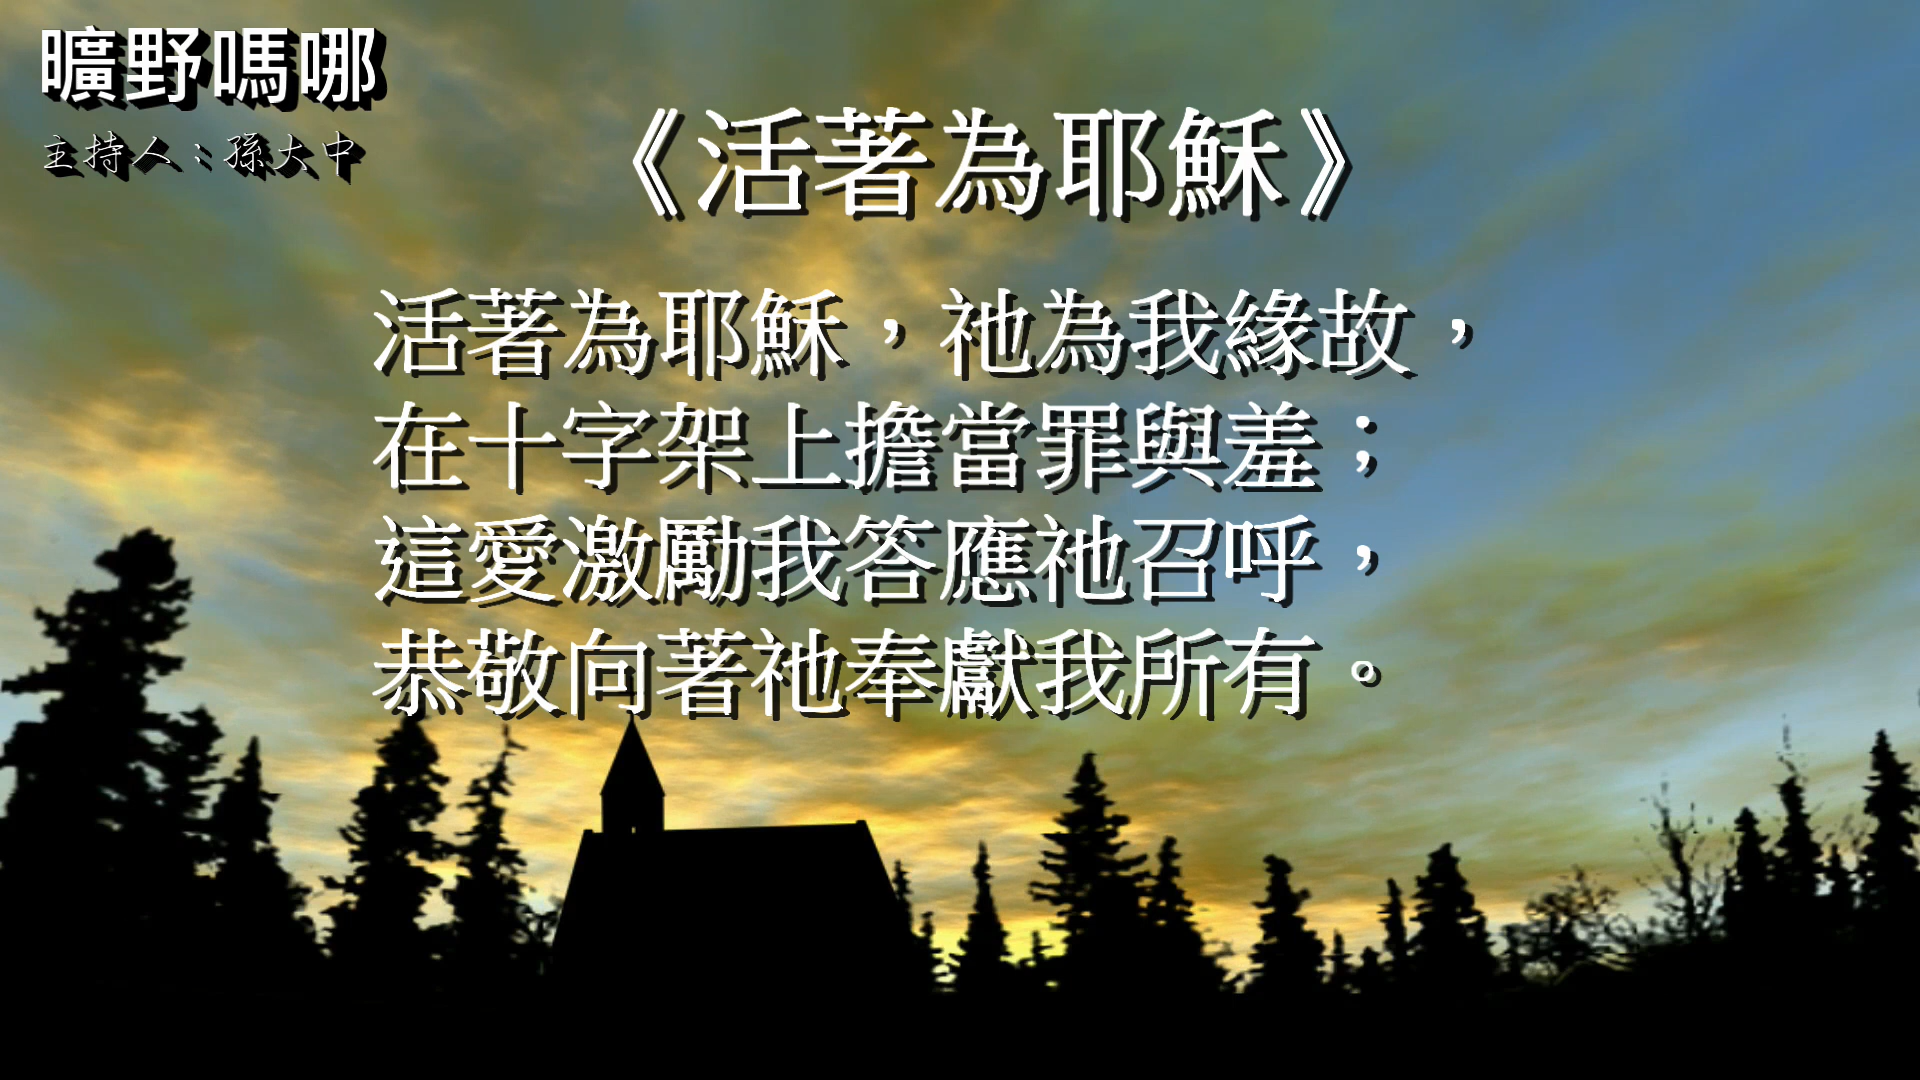 曠野嗎哪
主持人：孫大中
《活著為耶穌》
活著為耶穌，祂為我緣故，
在十字架上擔當罪與羞；
這愛激勵我答應祂召呼，
恭敬向著祂奉獻我所有。